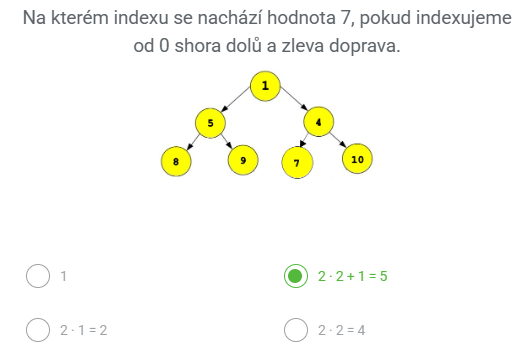 Na kterém indexu se nachází hodnota 7, pokud indexujeme
od 0 shora dolů a zleva doprava.
1
5 4
8 9 7 10
1 2 · 2 + 1 = 5
2 · 1 = 2 2 · 2 = 4